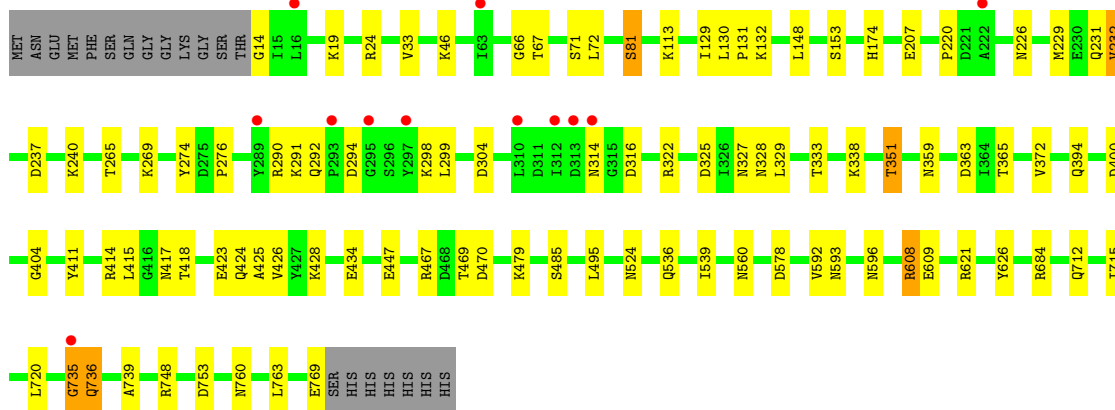 MET ASN GLU MET PHE SER GLN GLY GLY LYS GLY SER THR G14 I15 L16 K19 R24 V33 K46 I63 G66 T67 S71 L72 S81 K113 I129 L130 P131 K132 L148 S153 H174 E207 P220 D221 A222 N226 M229 E230 Q231
D237 K240 T265 K269 Y274 D275 P276 Y289 R290 K291 Q292 P293 D294 G295 S296 Y297 K298 L299 D304 L310 D311 I312 D313 N314 G315 D316 R322 D325 I326 N327 N328 L329 T333 K338 T351 N359 D363 I364 T365 V372 Q394
G404 Y411 R414 L415 G416 N417 T418 E423 Q424 A425 V426 Y427 K428 E434 E447 R467 D468 T469 D470 K479 S485 L495 N524 Q536 I539 N560 D578 V592 N593 N596 R608 E609 R621 Y626 R684 Q712
L720 G735 Q736 A739 R748 D753 N760 L763 E769 SER HIS HIS HIS HIS HIS HIS